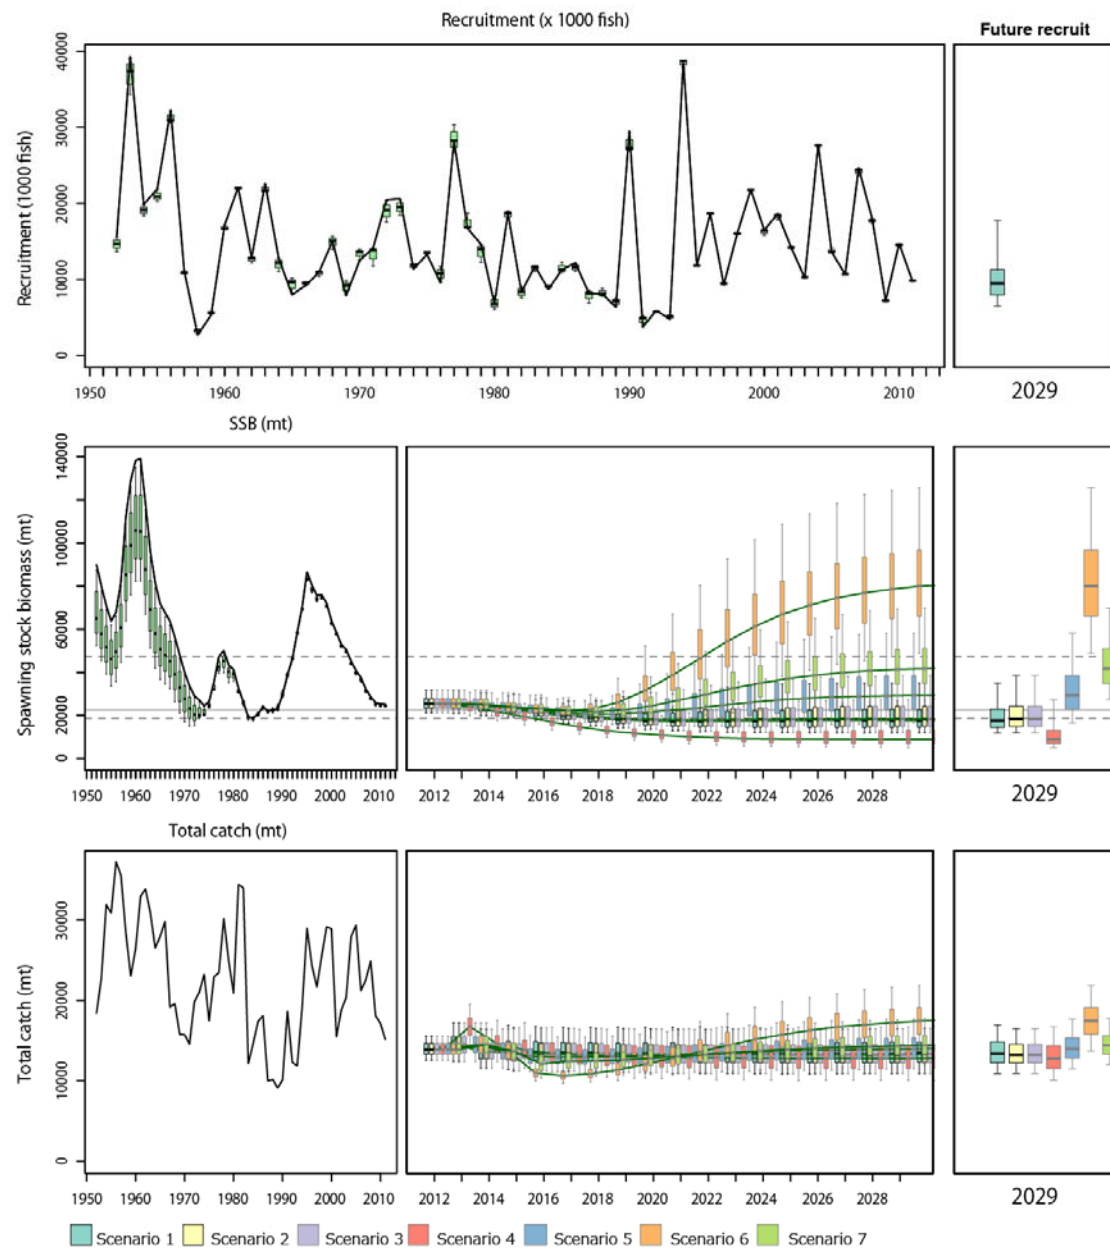 Recruitment (x 1000 fish)
Future recruit
Recruitment (1000 fish)
40000
30000
20000
10000
0
1950 1960 1970 1980 1990 2000 2010
2029
SSB (mt)
Spawning stock biomass (mt)
140000
100000
60000
20000
0
1950 1960 1970 1980 1990 2000 2010
2012 2014 2016 2018 2020 2022 2024 2026 2028
2029
Total catch (mt)
Total catch (mt)
30000
20000
10000
0
1950 1960 1970 1980 1990 2000 2010
2012 2014 2016 2018 2020 2022 2024 2026 2028
2029
Scenario 1 Scenario 2 Scenario 3 Scenario 4 Scenario 5 Scenario 6 Scenario 7